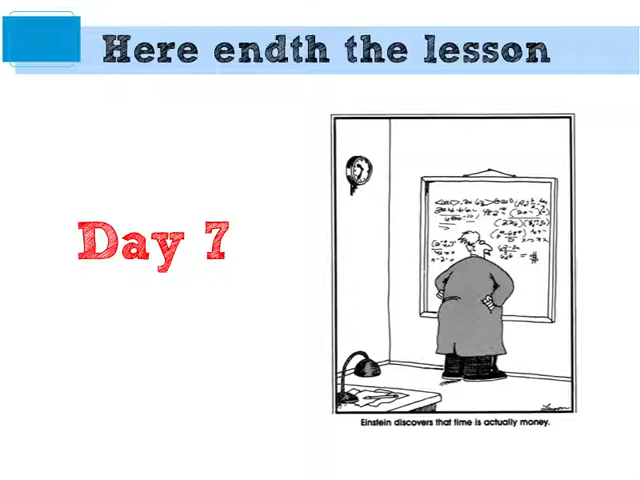 Here endth the lesson
Day 7
Einstein discovers that time is actually money.